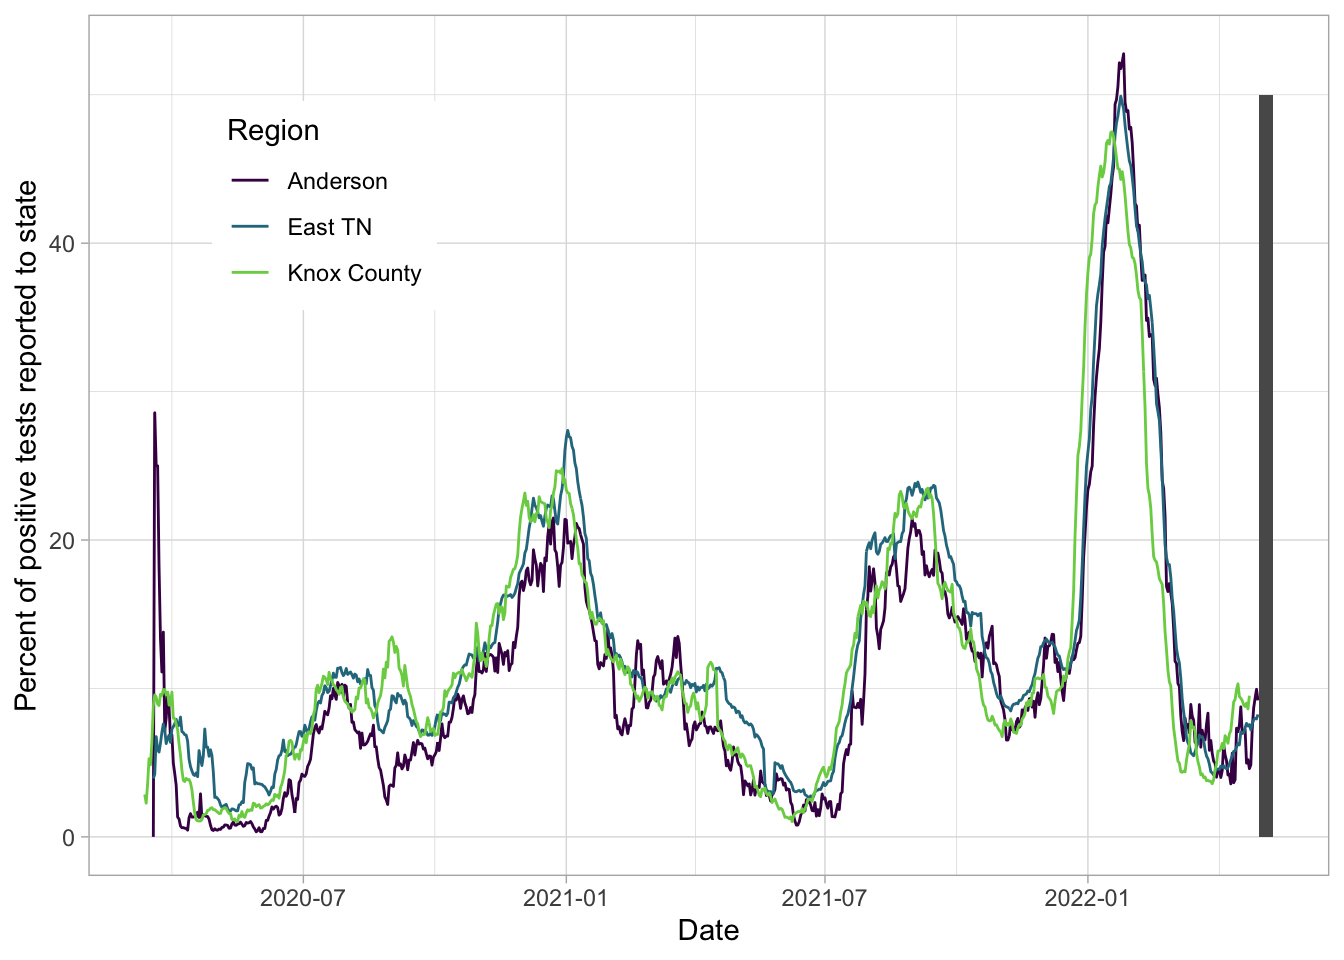 Percent of positive tests reported to state
Region
Anderson
East TN
Knox County
40
20
0
2020-07
2021-01
2021-07
2022-01
Date